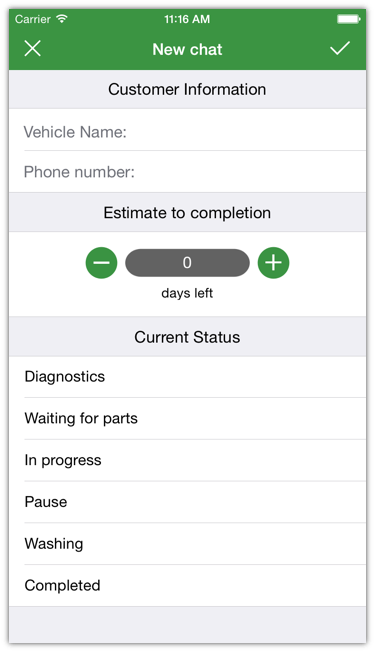 Carrier 11:16 AM
New chat
Customer Information
Vehicle Name:
Phone number:
Estimate to completion
0
days left
Current Status
Diagnostics
Waiting for parts
In progress
Pause
Washing
Completed